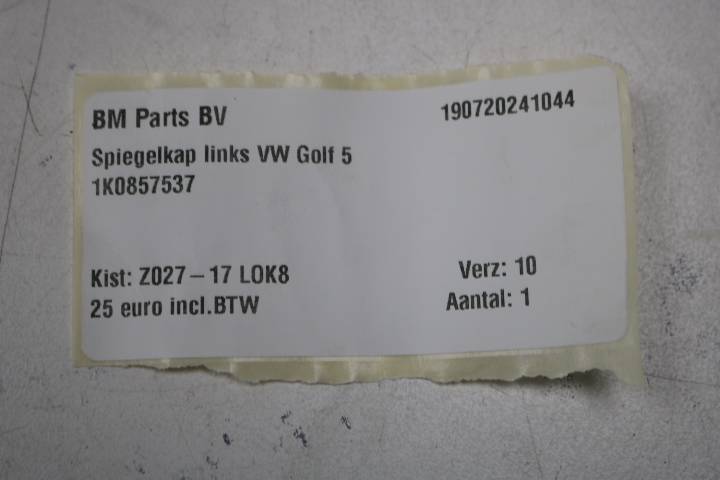 BM Parts BV
190720241044
Spiegelkap links VW Golf 5
1K0857537
Kist: Z027-17 LOK8
Verz: 10
25 euro incl.BTW
Aantal: 1